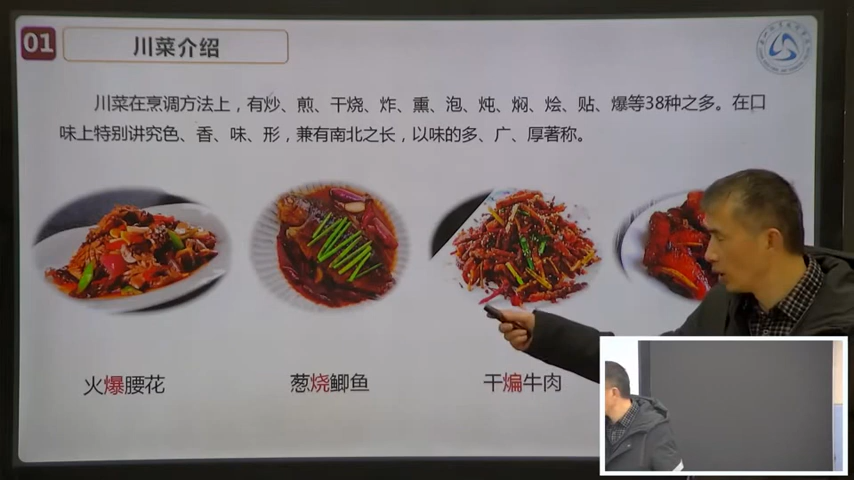 01
川菜介绍
川菜在烹调方法上，有炒、煎、干烧、炸、熏、泡、炖、焖、烩、贴、爆等38种之多。在口
味上特别讲究色、香、味、形，兼有南北之长，以味的多、广、厚著称。
火爆腰花
葱烧鲫鱼
干煸牛肉